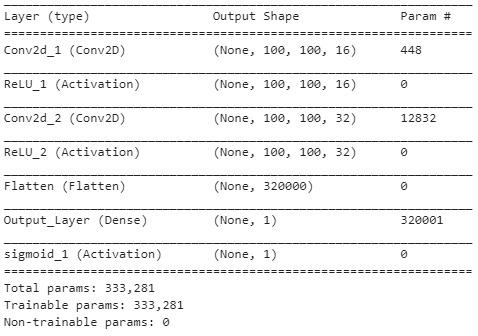 Layer (type) Output Shape Param #
Conv2d_1 (Conv2D) (None, 100, 100, 16) 448
ReLU_1 (Activation) (None, 100, 100, 16) 0
Conv2d_2 (Conv2D) (None, 100, 100, 32) 12832
ReLU_2 (Activation) (None, 100, 100, 32) 0
Flatten (Flatten) (None, 320000) 0
Output_Layer (Dense) (None, 1) 320001
sigmoid_1 (Activation) (None, 1) 0
Total params: 333,281
Trainable params: 333,281
Non-trainable params: 0